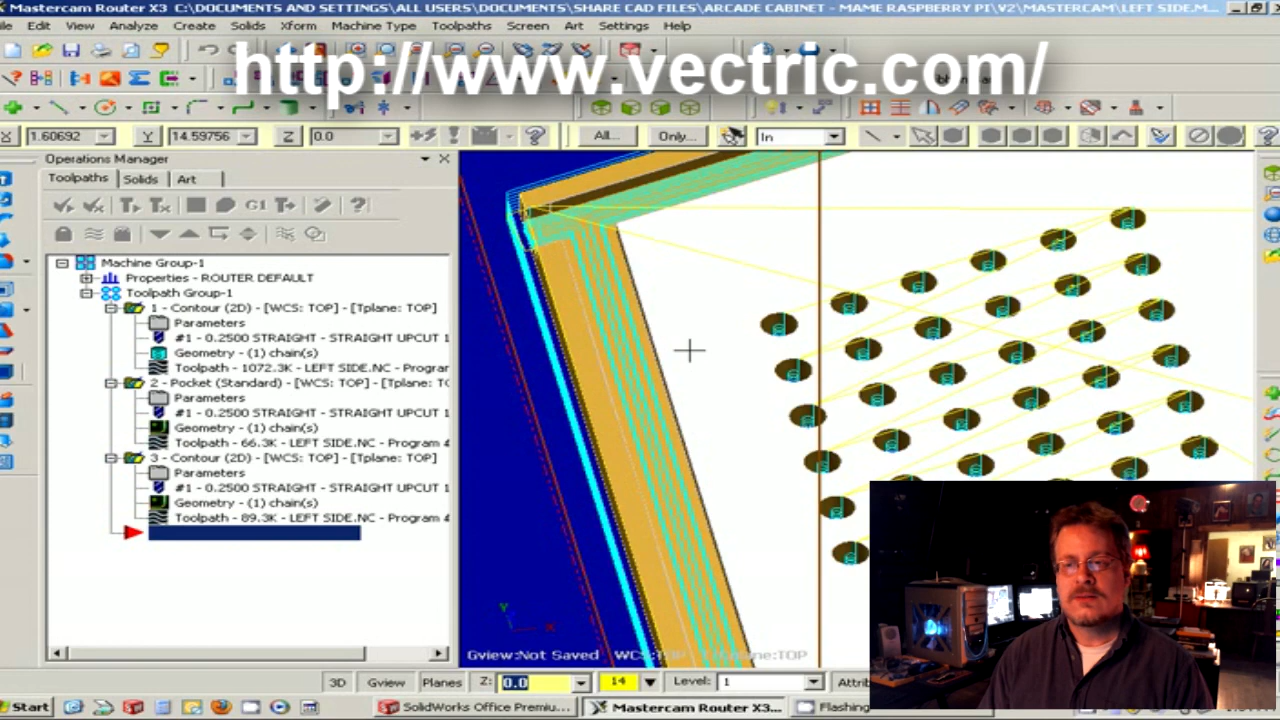 Mastercam Router X3 C:\DOCUMENTS AND SETTINGS\ALL USERS\DOCUMENTS\SHARE CAD FILES\ARCADE CABINET - MAME RASPBERRY PI\V2\MASTERCAM\LEFT SIDE.M...
ile Edit View Analyze Create Solids Xform Machine Type Toolpaths Screen Art Settings Help
http://www.vectric.com/
X 1.60692 Y 14.59756 Z 0.0 All... Only... In
Operations Manager
Toolpaths Solids Art
G1
Machine Group-1
Properties - ROUTER DEFAULT
Toolpath Group-1
1 - Contour (2D) - [WCS: TOP] - [Tplane: TOP]
Parameters
#1 - 0.2500 STRAIGHT - STRAIGHT UPCUT 1
Geometry - (1) chain(s)
Toolpath - 1072.3K - LEFT SIDE.NC - Progran
2 - Pocket (Standard) - [WCS: TOP] - [Tplane: T
Parameters
#1 - 0.2500 STRAIGHT - STRAIGHT UPCUT 1
Geometry - (1) chain(s)
Toolpath - 66.3K - LEFT SIDE.NC - Program 4
3 - Contour (2D) - [WCS: TOP] - [Tplane: TOP]
Parameters
#1 - 0.2500 STRAIGHT - STRAIGHT UPCUT 1
Geometry - (1) chain(s)
Toolpath - 89.3K - LEFT SIDE.NC - Program 4
Y
X
Gview:Not Saved WCS:TOP :TOP
3D Gview Planes Z: 0.0 14 Level: 1 Attrib
Start SolidWorks Office Premiu... Mastercam Router X3... Flashing